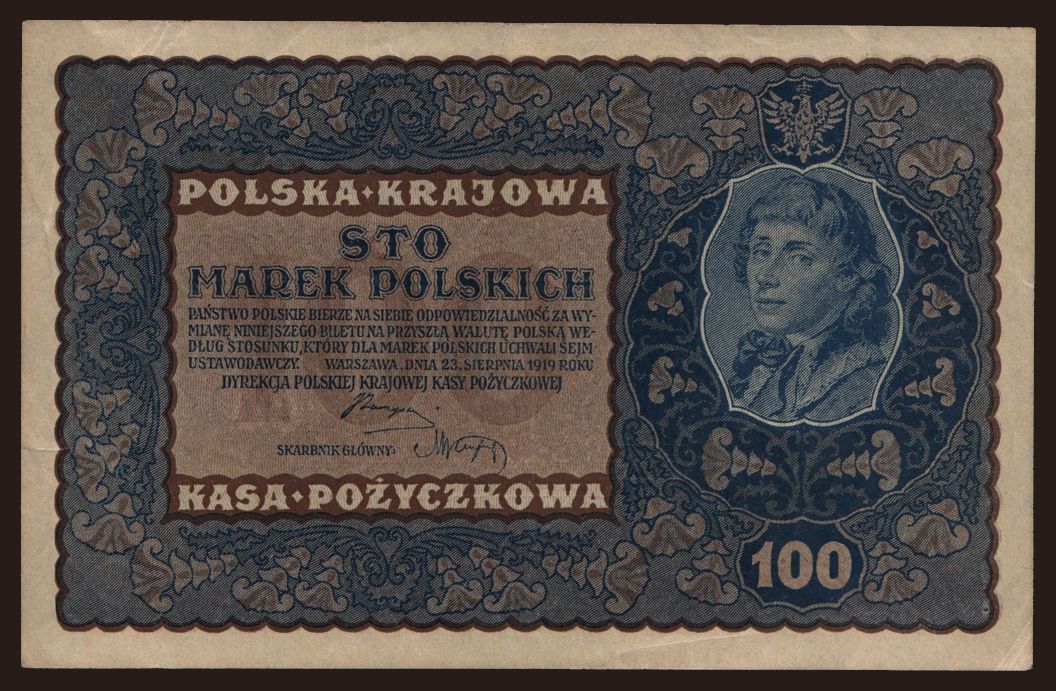 POLSKA·KRAJOWA
STO
MAREK POLSKICH
PAŃSTWO POLSKIE BIERZE NA SIEBIE ODPOWIEDZIALNOŚĆ ZA WY-
MIANĘ NINIEJSZEGO BILETU NA PRZYSZŁĄ WALUTĘ POLSKĄ WE-
DŁUG STOSUNKU, KTÓRY DLA MAREK POLSKICH UCHWALI SEJM
USTAWODAWCZY. WARSZAWA, DNIA 23. SIERPNIA 1919 ROKU
DYREKCJA POLSKIEJ KRAJOWEJ KASY POŻYCZKOWEJ
SKARBNIK GŁÓWNY:
KASA·POŻYCZKOWA
100